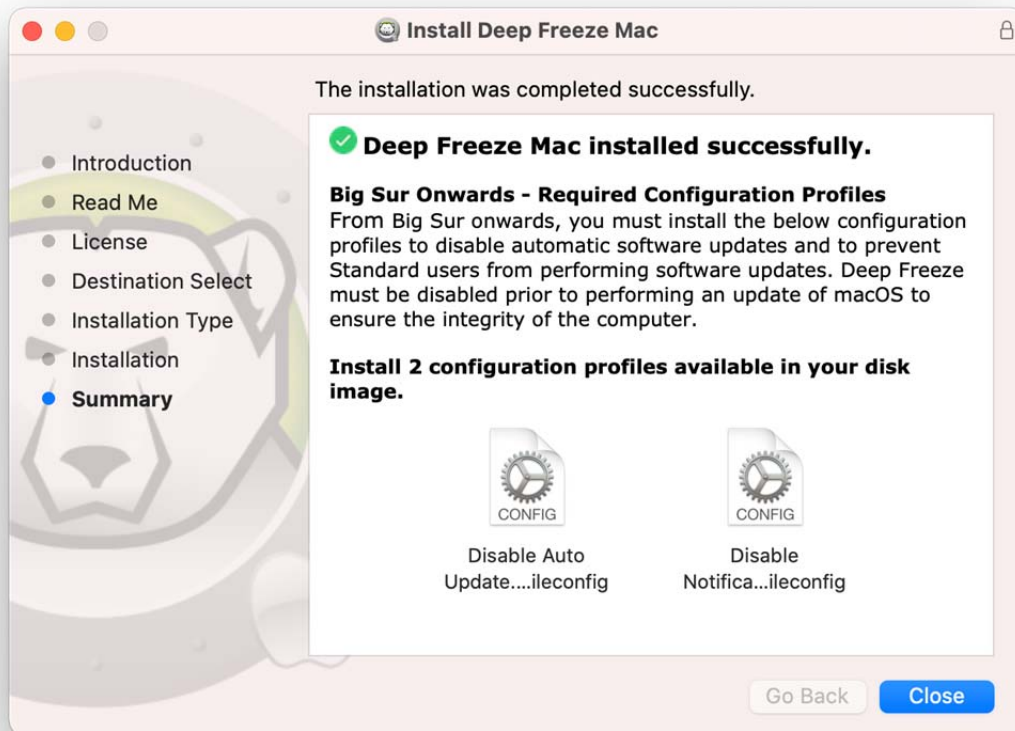 Install Deep Freeze Mac
The installation was completed successfully.
Introduction
Read Me
License
Destination Select
Installation Type
Installation
Summary
Deep Freeze Mac installed successfully.
Big Sur Onwards - Required Configuration Profiles
From Big Sur onwards, you must install the below configuration
profiles to disable automatic software updates and to prevent
Standard users from performing software updates. Deep Freeze
must be disabled prior to performing an update of macOS to
ensure the integrity of the computer.
Install 2 configuration profiles available in your disk
image.
CONFIG
Disable Auto
Update....ileconfig
CONFIG
Disable
Notifica...ileconfig
Go Back
Close